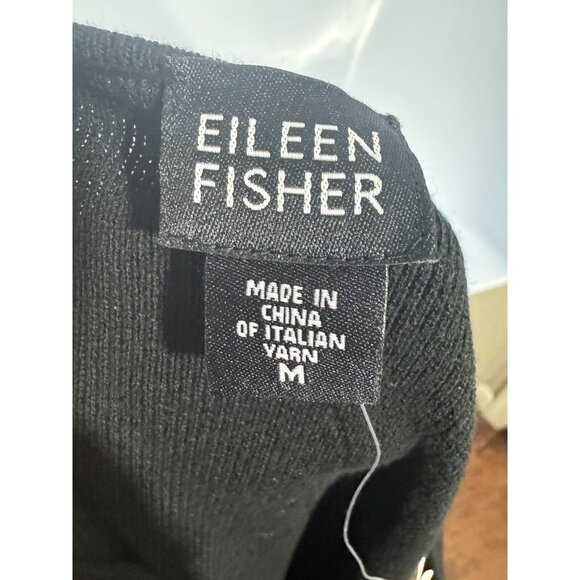 EILEEN
FISHER
MADE IN
CHINA
OF ITALIAN
YARN
M